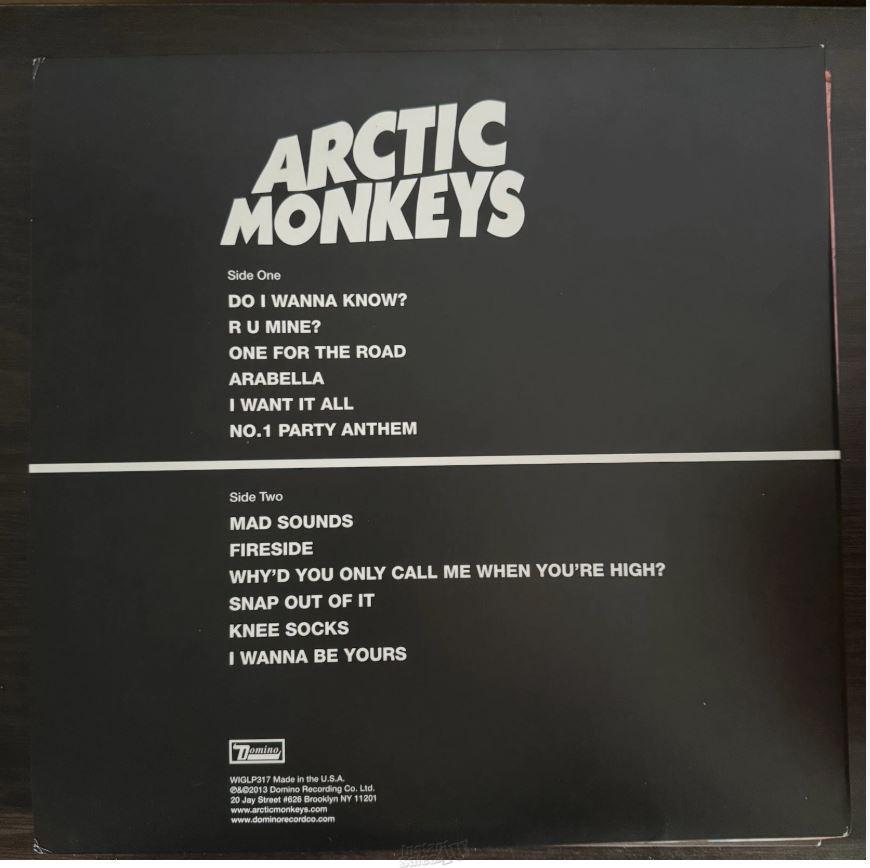 ARCTIC
MONKEYS
Side One
DO I WANNA KNOW?
R U MINE?
ONE FOR THE ROAD
ARABELLA
I WANT IT ALL
NO.1 PARTY ANTHEM
Side Two
MAD SOUNDS
FIRESIDE
WHY'D YOU ONLY CALL ME WHEN YOU'RE HIGH?
SNAP OUT OF IT
KNEE SOCKS
I WANNA BE YOURS
Domino
WIGLP317 Made in the U.S.A.
℗&©2013 Domino Recording Co. Ltd.
20 Jay Street #626 Brooklyn NY 11201
www.arcticmonkeys.com
www.dominorecordco.com